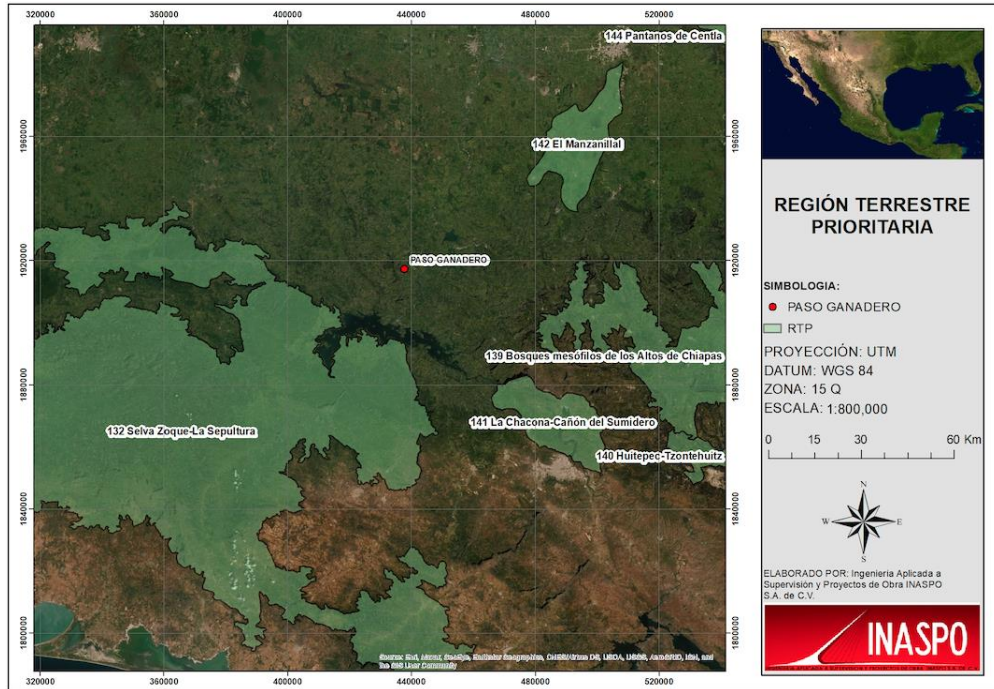 320000 360000 400000 440000 480000 520000
144 Pantanos de Centla
1960000 1960000
142 El Manzanillal
1920000 1920000
PASO GANADERO
139 Bosques mesófilos de los Altos de Chiapas
1880000 1880000
141 La Chacona-Cañón del Sumidero
132 Selva Zoque-La Sepultura
140 Huitepec-Tzontehuitz
1840000 1840000
1800000 1800000
the GIS User Community
320000 360000 400000 440000 480000 520000
REGIÓN TERRESTRE
PRIORITARIA
SIMBOLOGIA:
PASO GANADERO
RTP
PROYECCIÓN: UTM
DATUM: WGS 84
ZONA: 15 Q
ESCALA: 1:800,000
0 15 30 60 Km
N
W E
S
ELABORADO POR: Ingenieria Aplicada a
Supervisión y Proyectos de Obra INASPO
S.A. de C.V.
INASPO